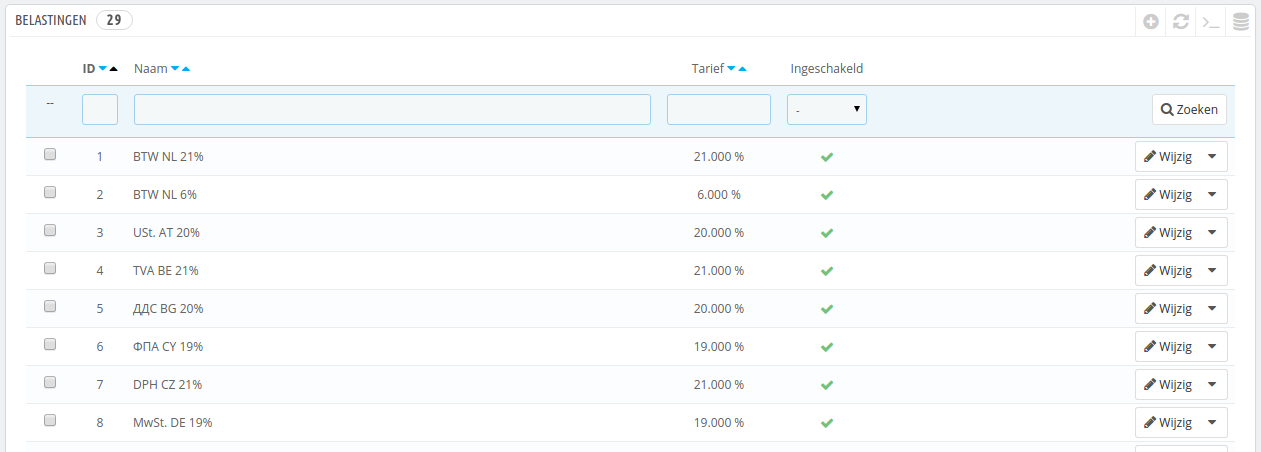 BELASTINGEN 29
ID Naam Tarief Ingeschakeld
-- - Zoeken
1 BTW NL 21% 21.000 % Wijzig
2 BTW NL 6% 6.000 % Wijzig
3 USt. AT 20% 20.000 % Wijzig
4 TVA BE 21% 21.000 % Wijzig
5 ДДС BG 20% 20.000 % Wijzig
6 ΦΠΑ CY 19% 19.000 % Wijzig
7 DPH CZ 21% 21.000 % Wijzig
8 MwSt. DE 19% 19.000 % Wijzig